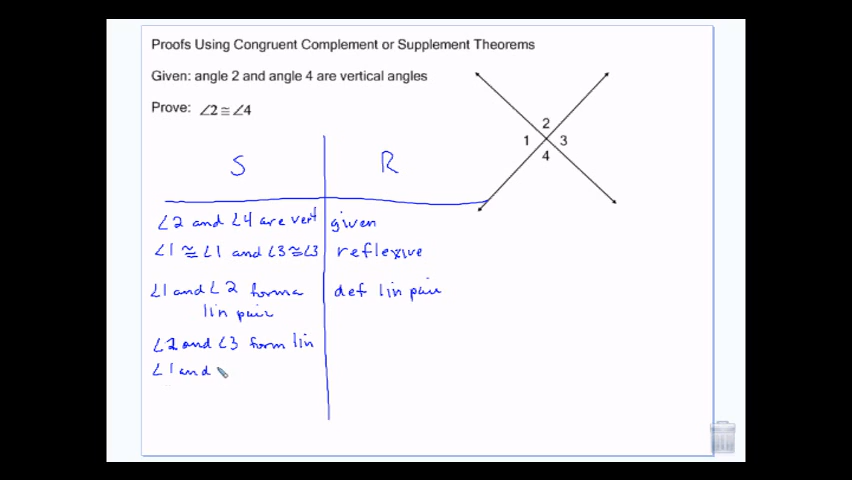 Proofs Using Congruent Complement or Supplement Theorems
Given: angle 2 and angle 4 are vertical angles
Prove: ∠2 ≅ ∠4
S R
∠2 and ∠4 are vert given
∠1 ≅ ∠1 and ∠3 ≅ ∠3 reflexive
∠1 and ∠2 form a def lin pair
lin pair
∠2 and ∠3 form lin
∠1 and
2
1 3
4